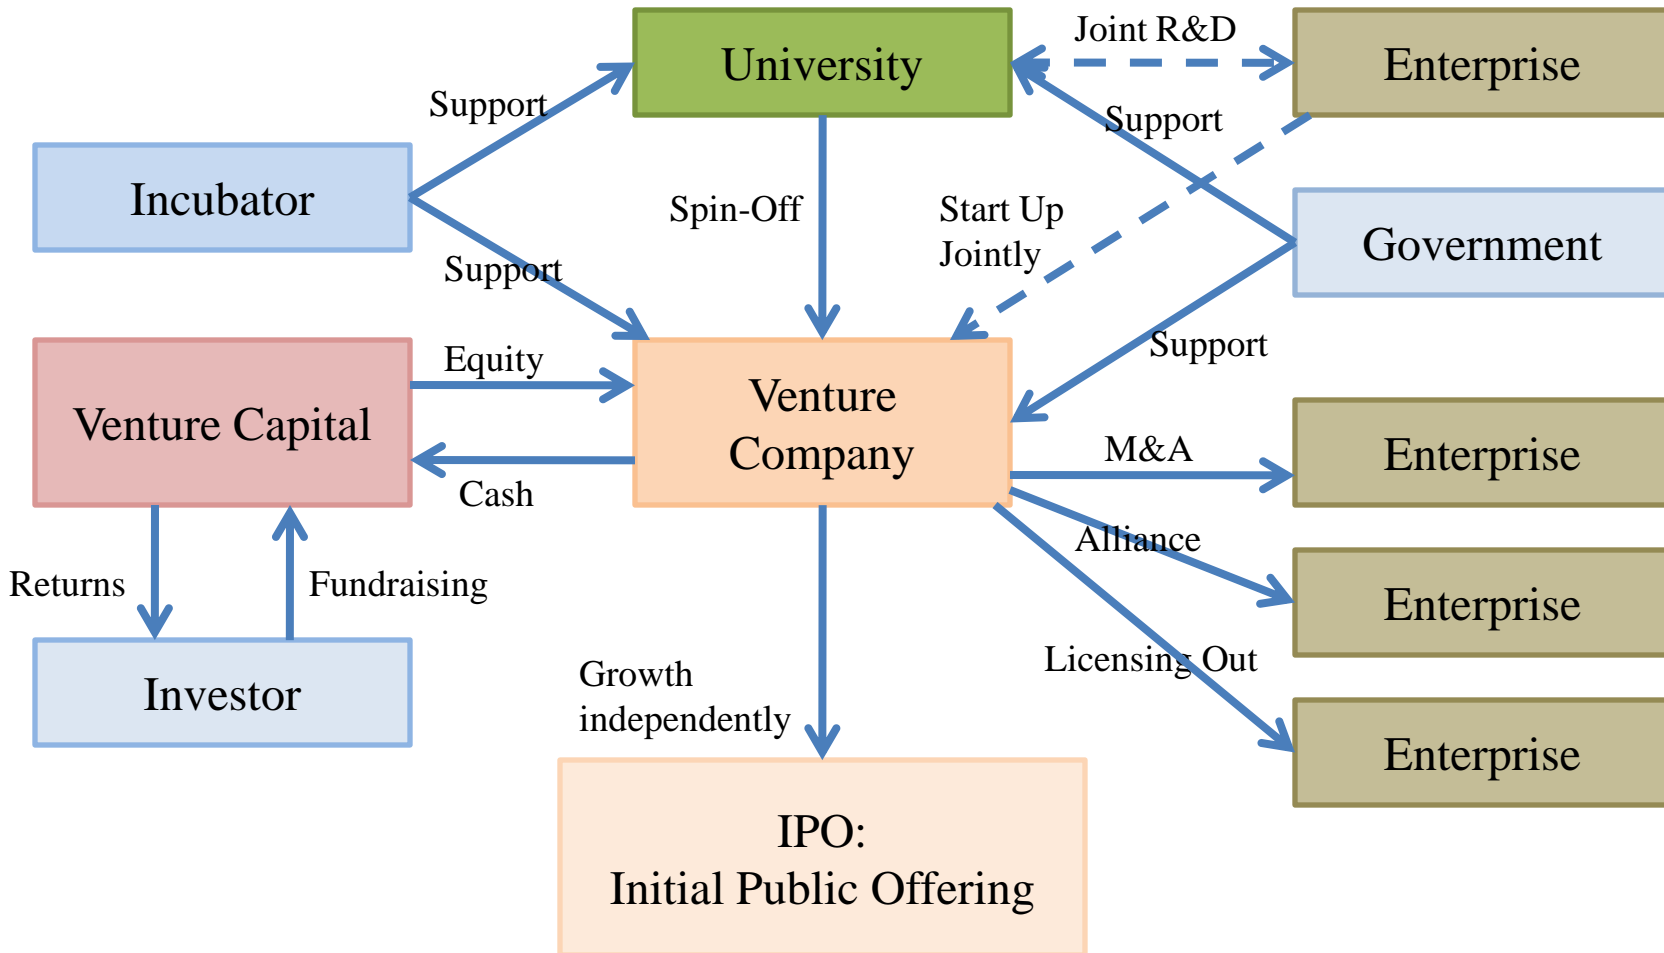 Joint R&D
University
Enterprise
Support
Support
Incubator
Spin-Off
Start Up
Jointly
Government
Support
Support
Equity
Venture Capital
Venture
Company
Cash
M&A
Enterprise
Alliance
Returns
Fundraising
Enterprise
Licensing Out
Investor
Growth
independently
Enterprise
IPO:
Initial Public Offering